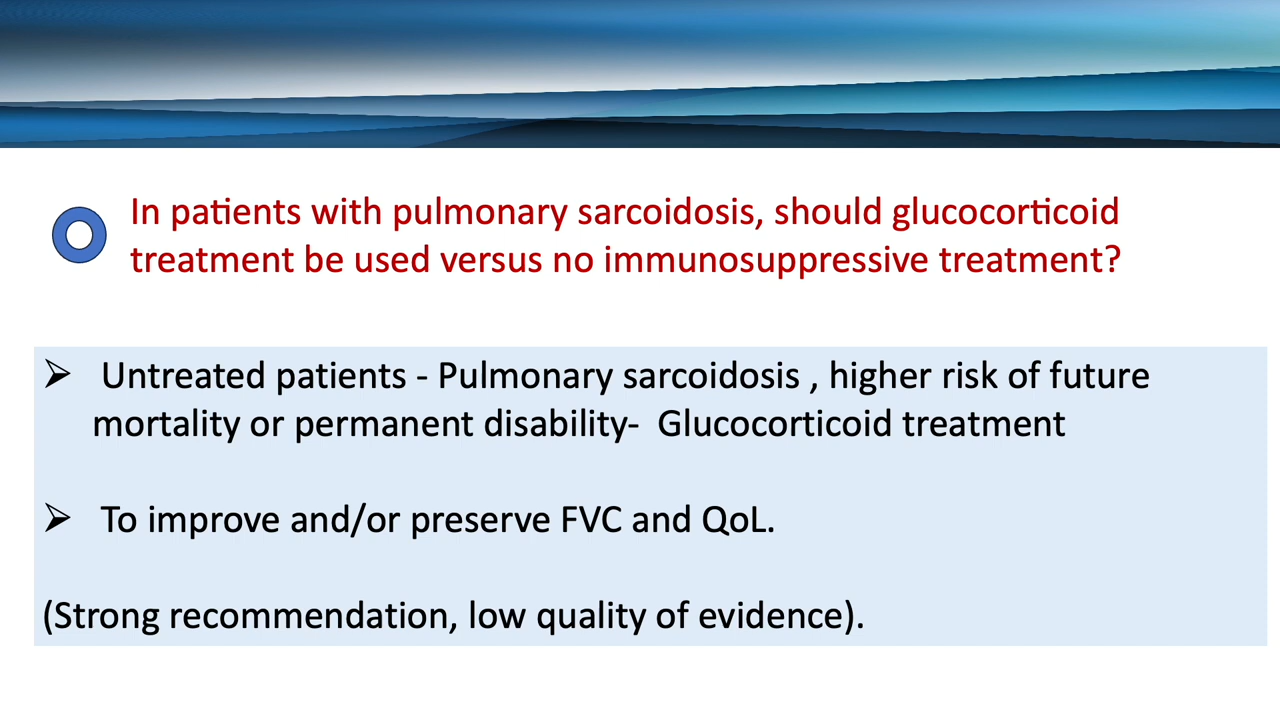 In patients with pulmonary sarcoidosis, should glucocorticoid
treatment be used versus no immunosuppressive treatment?
➢ Untreated patients - Pulmonary sarcoidosis , higher risk of future
mortality or permanent disability- Glucocorticoid treatment
➢ To improve and/or preserve FVC and QoL.
(Strong recommendation, low quality of evidence).